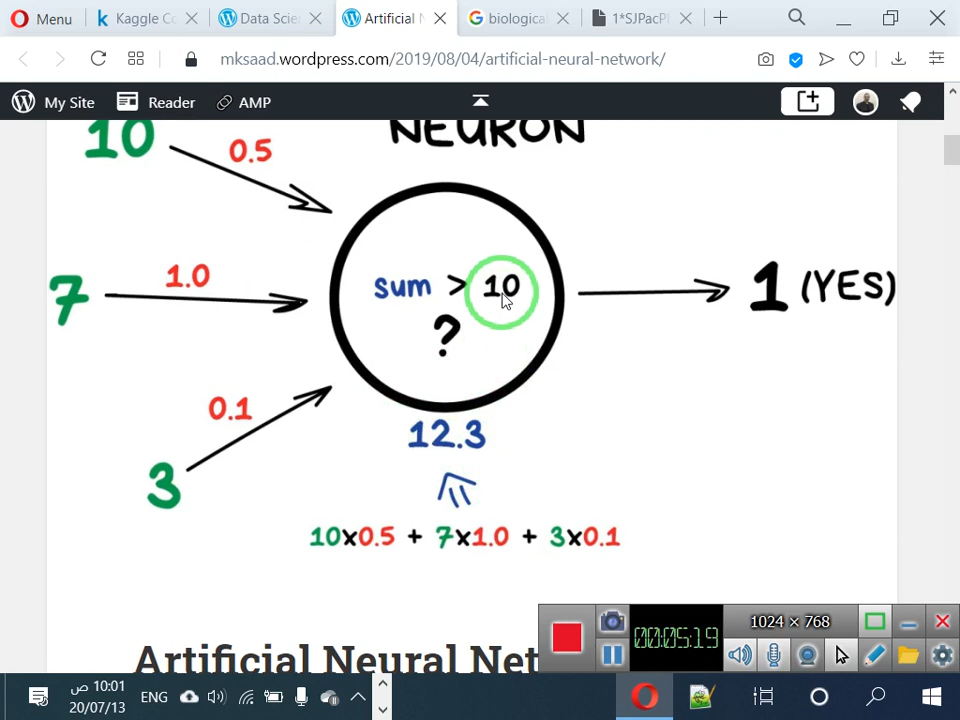 Menu
Kaggle Co
Data Scien
Artificial N
biological
1*SJPacPl
mksaad.wordpress.com/2019/08/04/artificial-neural-network/
My Site
Reader
AMP
NEURON
10
0.5
7
1.0
sum > 10
?
1 (YES)
0.1
3
12.3
10x0.5 + 7x1.0 + 3x0.1
Artificial Neural Net
00:05:19
1024 × 768
10:01 ص
20/07/13
ENG